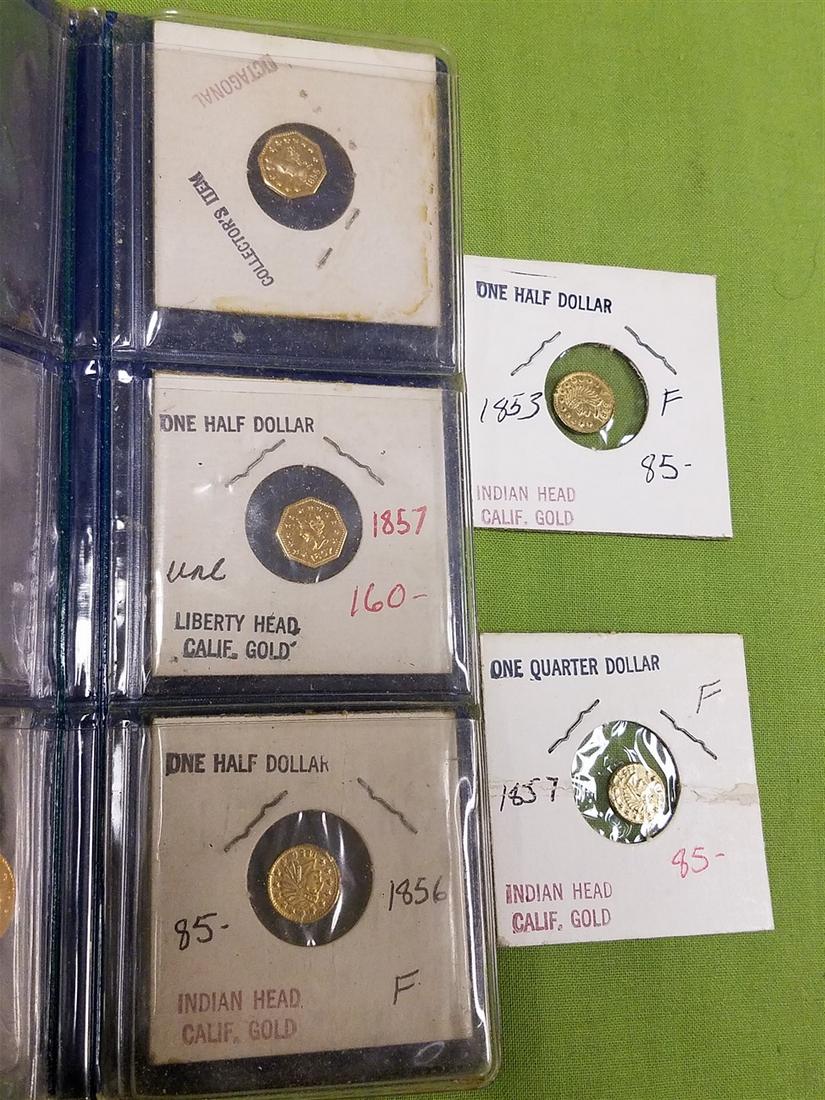 OCTAGONAL
COLLECTOR'S ITEM
1855
ONE HALF DOLLAR
1857
unc
160-
LIBERTY HEAD
CALIF. GOLD
1857
ONE HALF DOLLAR
85-
1856
F
INDIAN HEAD
CALIF. GOLD
ONE HALF DOLLAR
1853
F
85-
INDIAN HEAD
CALIF. GOLD
ONE QUARTER DOLLAR
F
1857
85-
INDIAN HEAD
CALIF. GOLD